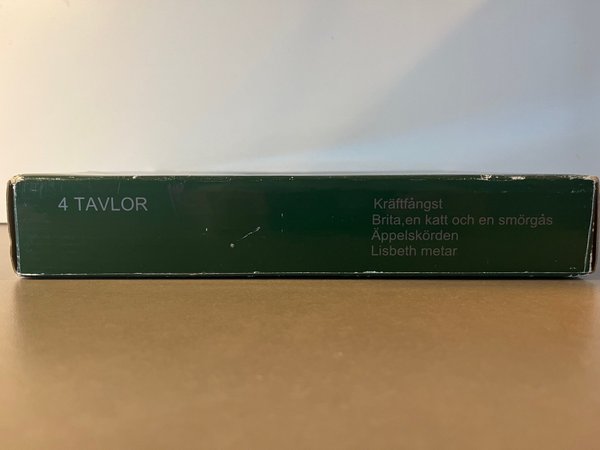 4 TAVLOR
Kräftfångst
Brita,en katt och en smörgås
Äppelskörden
Lisbeth metar